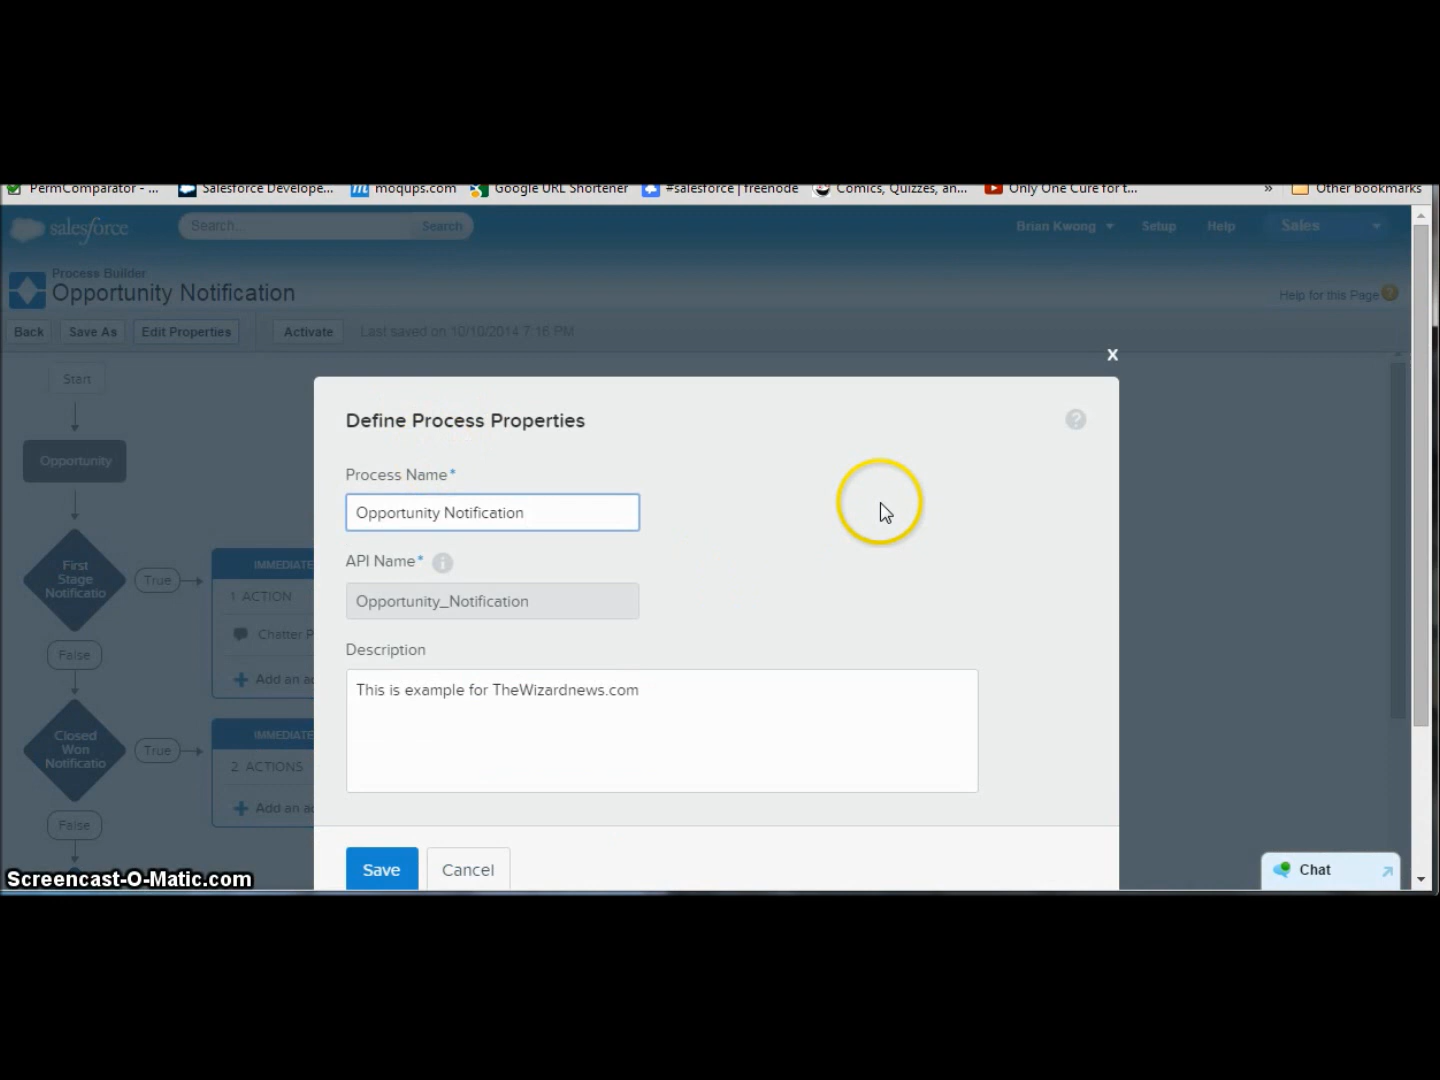 PermComparator - ...
Salesforce Develope...
moqups.com
Google URL Shortener
#salesforce | freenode
Comics, Quizzes, an...
Only One Cure for t...
»
Other bookmarks
salesforce
Search...
Search
Brian Kwong
Setup
Help
Sales
Process Builder
Opportunity Notification
Help for this Page
?
Back
Save As
Edit Properties
Activate
Last saved on 10/10/2014 7:16 PM
x
Start
Opportunity
First
Stage
Notificatio
True
False
IMMEDIATE
1 ACTION
Chatter P
Add an a
Closed
Won
Notificatio
True
False
IMMEDIATE
2 ACTIONS
Add an a
Define Process Properties
?
Process Name*
Opportunity Notification
API Name*
i
Opportunity_Notification
Description
This is example for TheWizardnews.com
Save
Cancel
Chat
Screencast-O-Matic.com